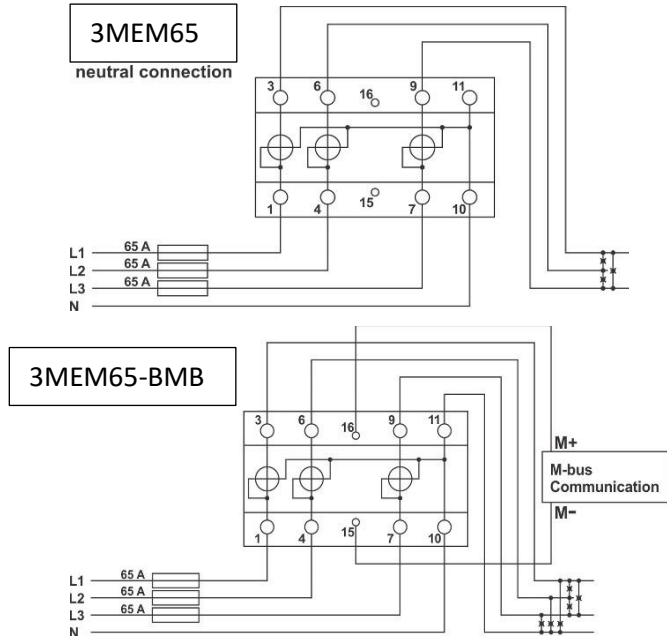 3MEM65
neutral connection
3 6 16 9 11
1 4 15 7 10
L1 65 A
L2 65 A
L3 65 A
N
3MEM65-BMB
3 6 16 9 11
M+
M-bus
Communication
M−
1 4 15 7 10
L1 65 A
L2 65 A
L3 65 A
N